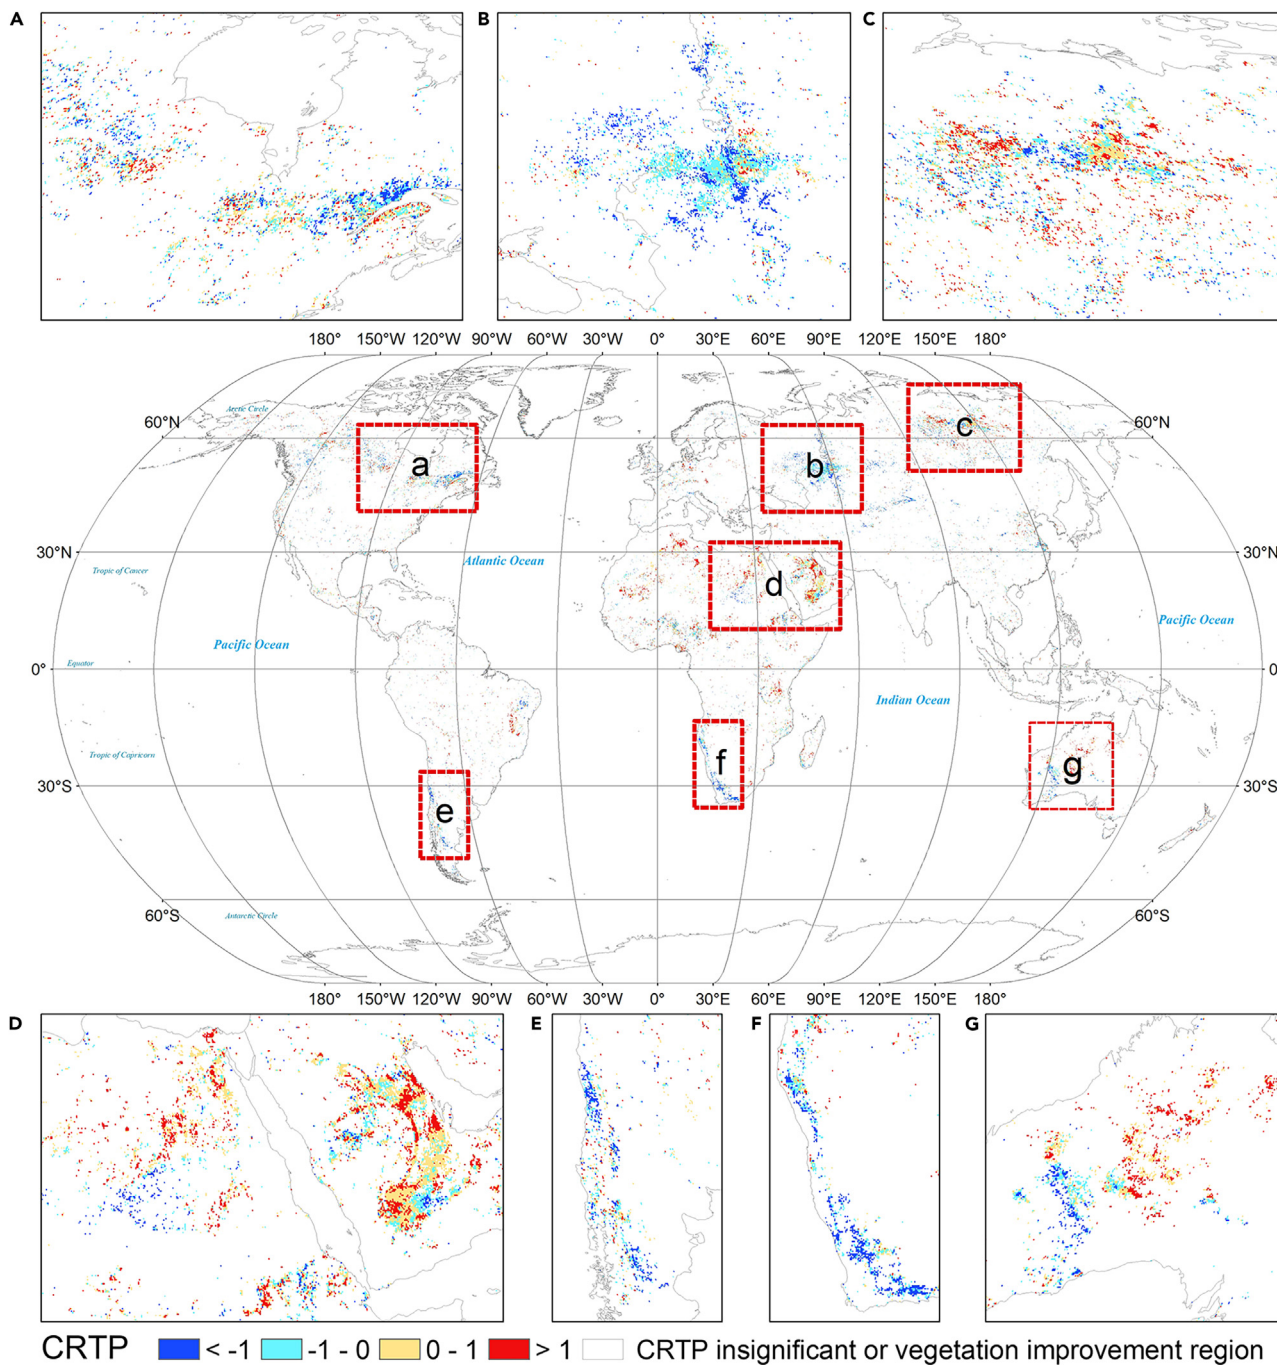 A B C
180° 150°W 120°W 90°W 60°W 30°W 0° 30°E 60°E 90°E 120°E 150°E 180°
Arctic Circle
60°N 60°N
a b c
30°N 30°N
Atlantic Ocean
Tropic of Cancer
d
Pacific Ocean Pacific Ocean
Equator
0° 0
Indian Ocean
Tropic of Capricorn
f g
30°S 30°S
e
60°S 60°S
Antarctic Circle
180° 150°W 120°W 90°W 60°W 30°W 0° 30°E 60°E 90°E 120°E 150°E 180°
D E F G
CRTP < -1 -1 - 0 0 - 1 > 1 CRTP insignificant or vegetation improvement region